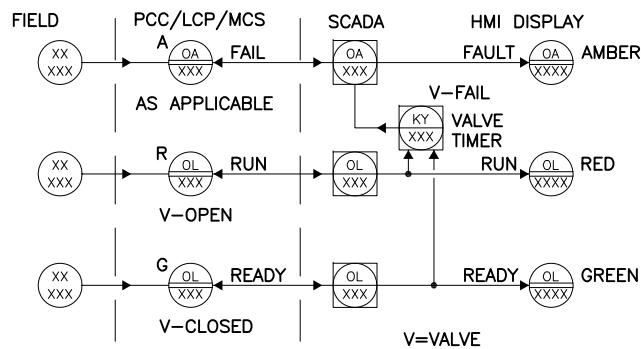 FIELD PCC/LCP/MCS SCADA HMI DISPLAY
XX XXX A OA XXX FAIL OA XXX FAULT OA XXXX AMBER
AS APPLICABLE
V-FAIL
KY XXX VALVE TIMER
XX XXX R OL XXX RUN OL XXX RUN OL XXXX RED
V-OPEN
XX XXX G OL XXX READY OL XXX READY OL XXXX GREEN
V-CLOSED
V=VALVE